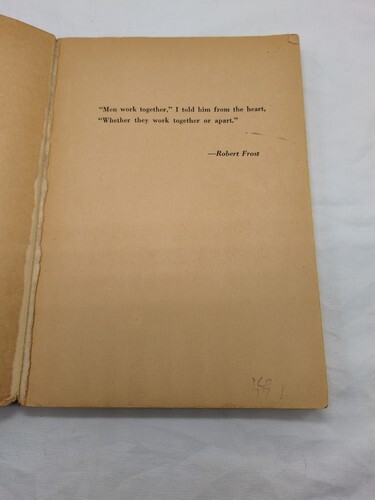 "Men work together," I told him from the heart,
"Whether they work together or apart."
—Robert Frost